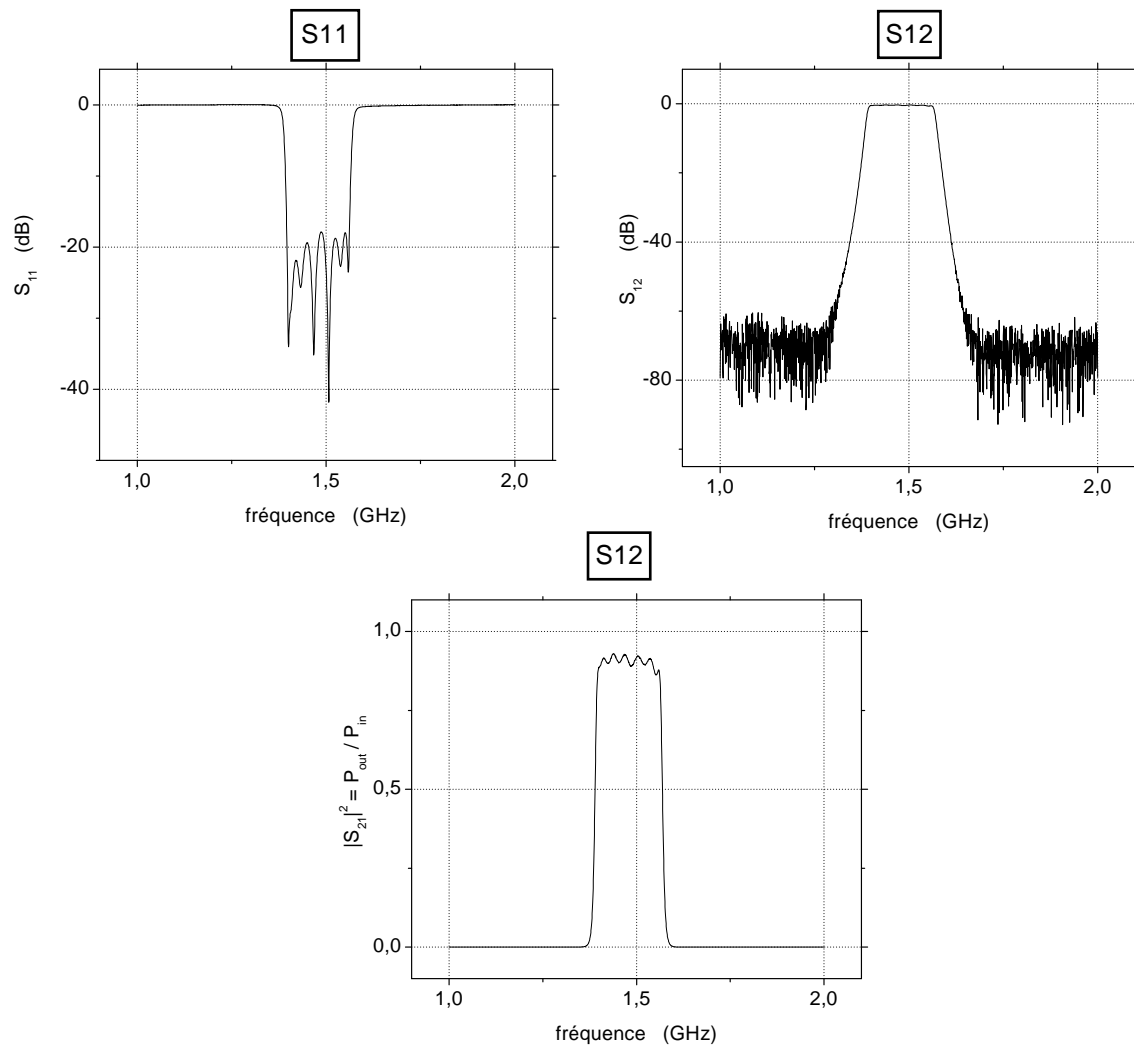 S11
0
-20
-40
S11 (dB)
1,0
1,5
2,0
fréquence (GHz)
S12
0
-40
-80
S12 (dB)
1,0
1,5
2,0
fréquence (GHz)
S12
1,0
0,5
0,0
|S21|² = Pout / Pin
1,0
1,5
2,0
fréquence (GHz)